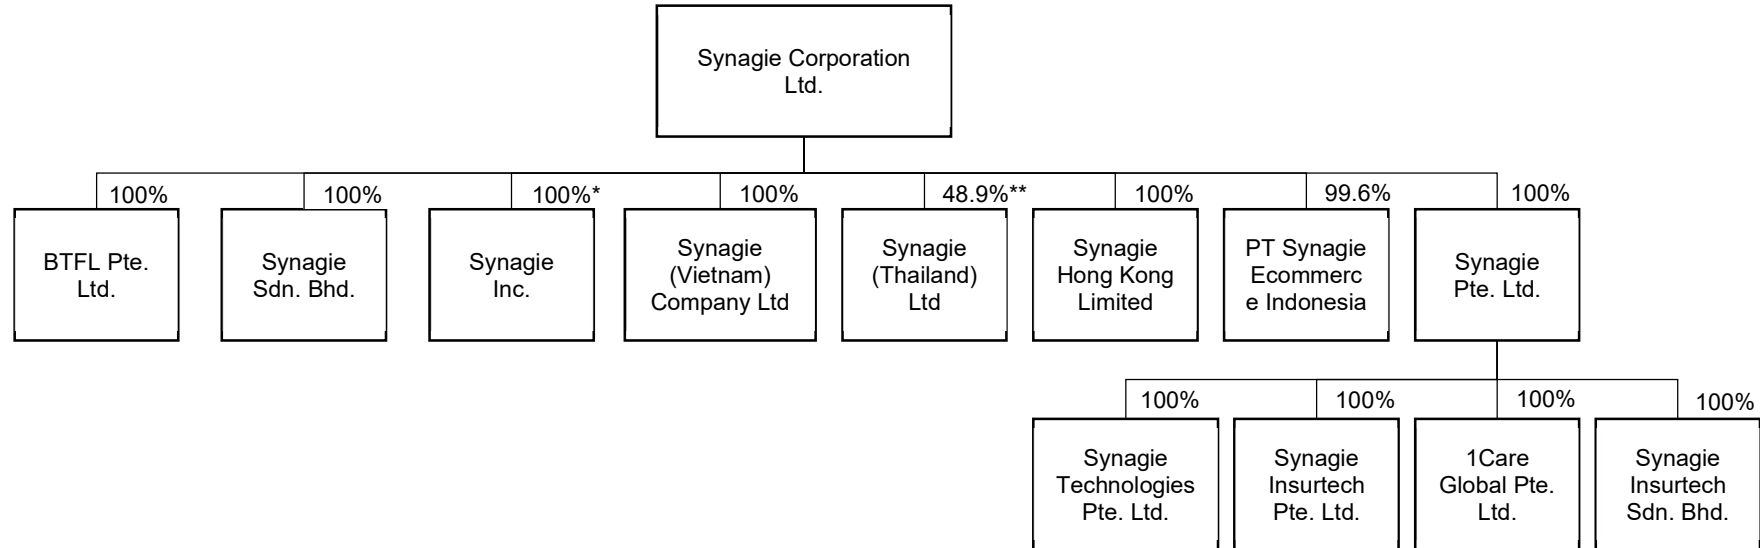 Synagie Corporation
Ltd.
100%
100%
100%*
100%
48.9%**
100%
99.6%
100%
BTFL Pte.
Ltd.
Synagie
Sdn. Bhd.
Synagie
Inc.
Synagie
(Vietnam)
Company Ltd
Synagie
(Thailand)
Ltd
Synagie
Hong Kong
Limited
PT Synagie
Ecommerc
e Indonesia
Synagie
Pte. Ltd.
100%
100%
100%
100%
Synagie
Technologies
Pte. Ltd.
Synagie
Insurtech
Pte. Ltd.
1Care
Global Pte.
Ltd.
Synagie
Insurtech
Sdn. Bhd.